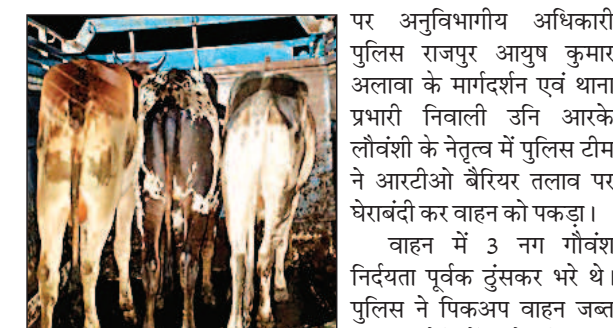 पर अनुविभागीय अधिकारी
पुलिस राजपुर आयुष कुमार
अलावा के मार्गदर्शन एवं थाना
प्रभारी निवाली उनि आरके
लौवंशी के नेतृत्व में पुलिस टीम
ने आरटीओ बैरियर तलाव पर
घेराबंदी कर वाहन को पकड़ा।
वाहन में 3 नग गौवंश
निर्दयता पूर्वक ठुंसकर भरे थे।
पुलिस ने पिकअप वाहन जब्त